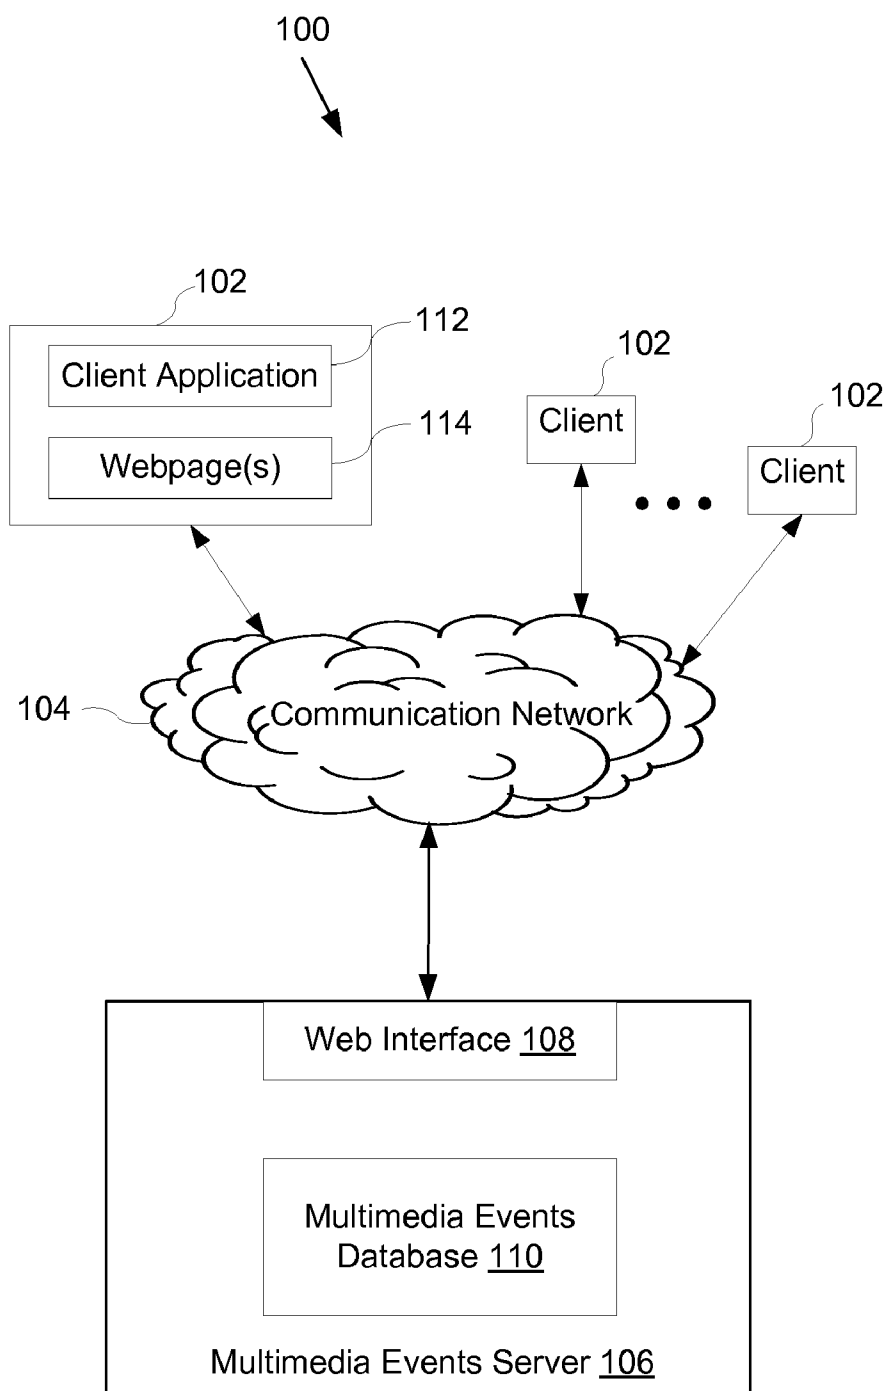 100
102
112
Client Application
114
Webpage(s)
102
Client
102
Client
104
Communication Network
Web Interface 108
Multimedia Events
Database 110
Multimedia Events Server 106